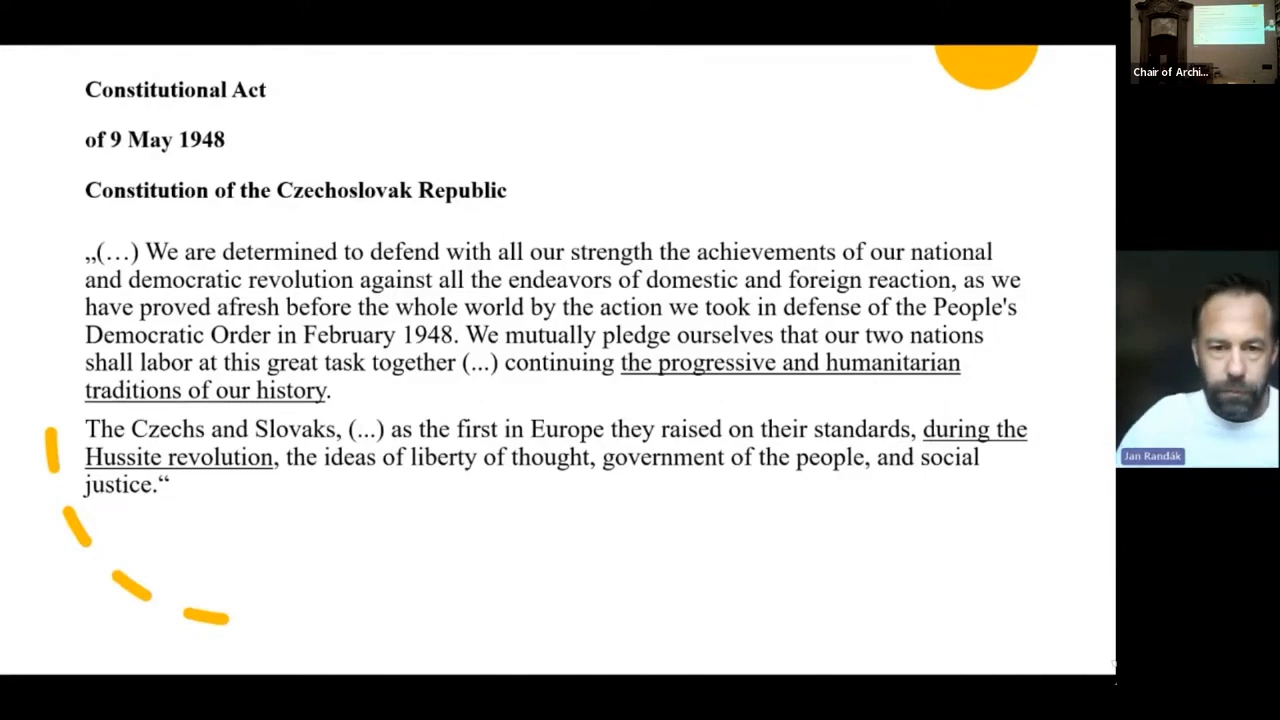 Constitutional Act
of 9 May 1948
Constitution of the Czechoslovak Republic
„(…) We are determined to defend with all our strength the achievements of our national
and democratic revolution against all the endeavors of domestic and foreign reaction, as we
have proved afresh before the whole world by the action we took in defense of the People's
Democratic Order in February 1948. We mutually pledge ourselves that our two nations
shall labor at this great task together (...) continuing the progressive and humanitarian
traditions of our history.
The Czechs and Slovaks, (...) as the first in Europe they raised on their standards, during the
Hussite revolution, the ideas of liberty of thought, government of the people, and social
justice.“
Chair of Archi...
Jan Randák